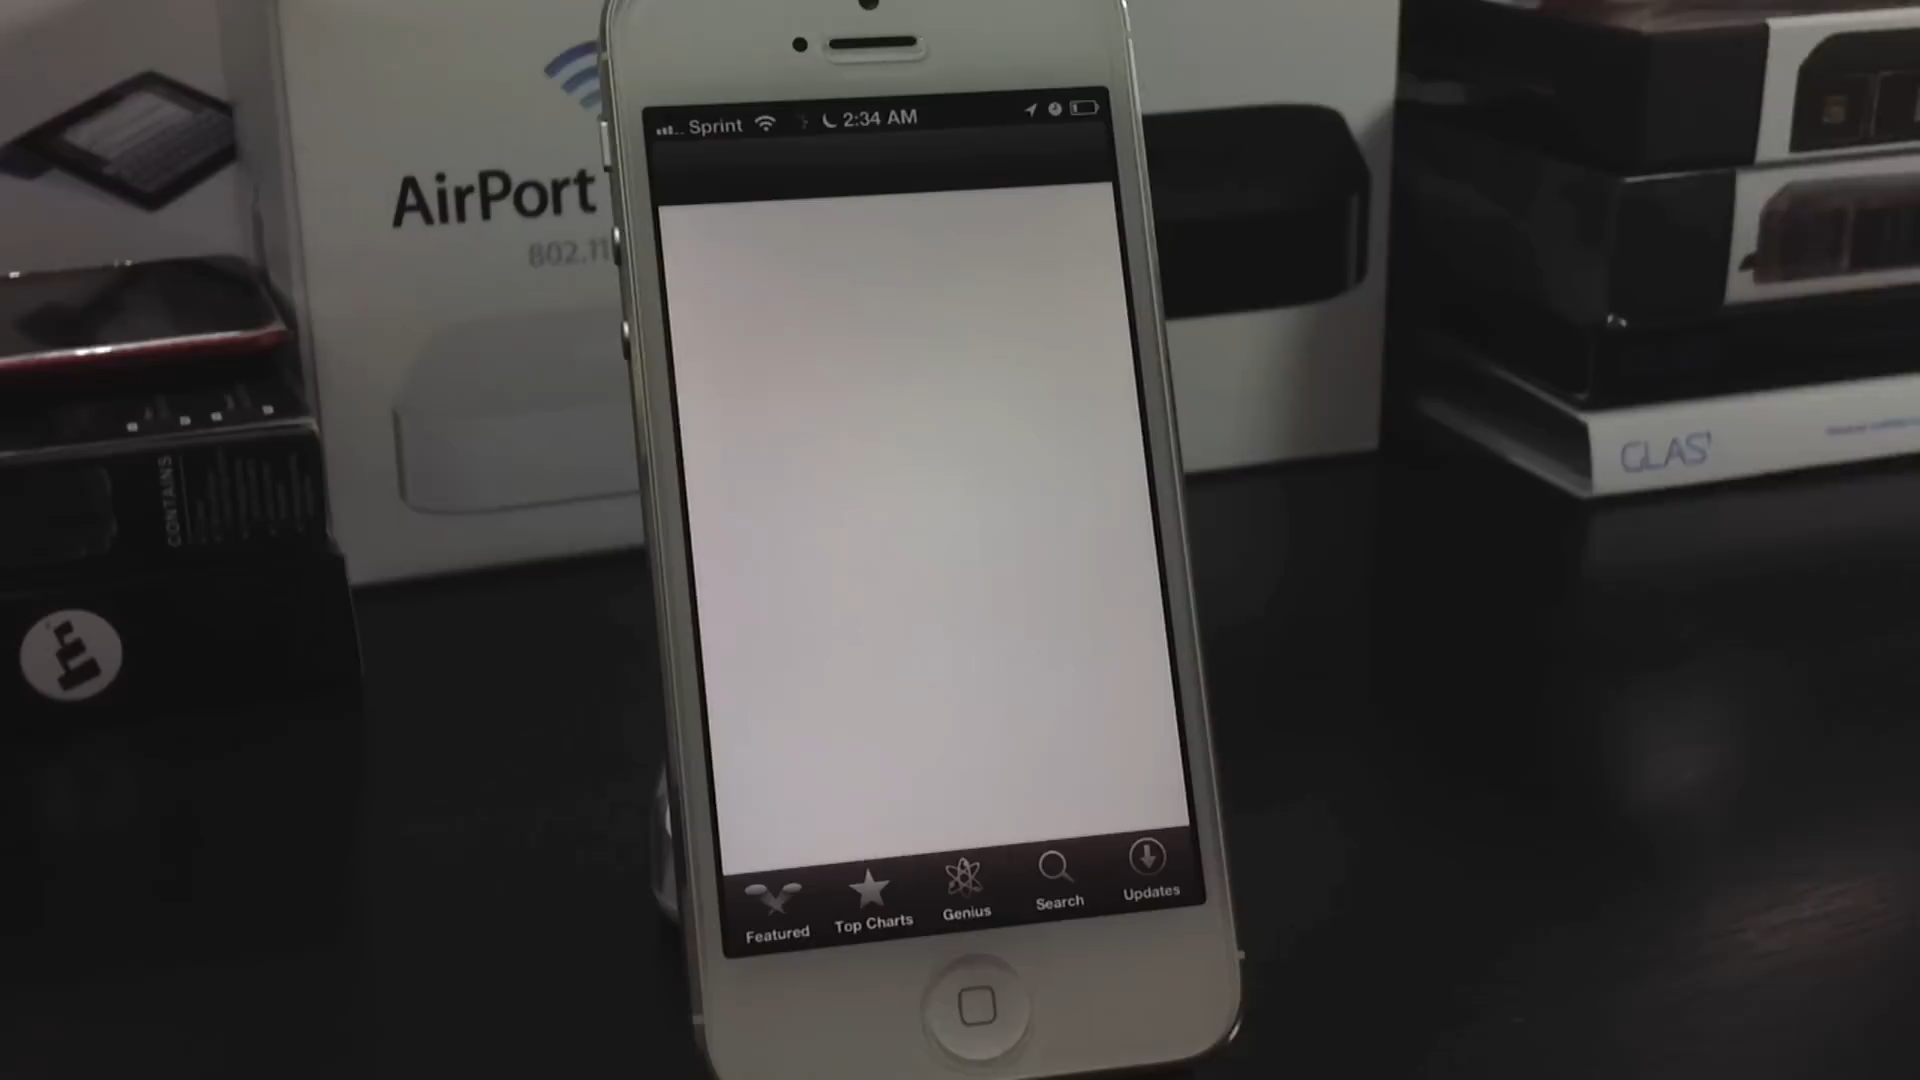 Sprint 2:34 AM
AirPort
802.11
CONTAINS
GLAS
Featured
Top Charts
Genius
Search
Updates